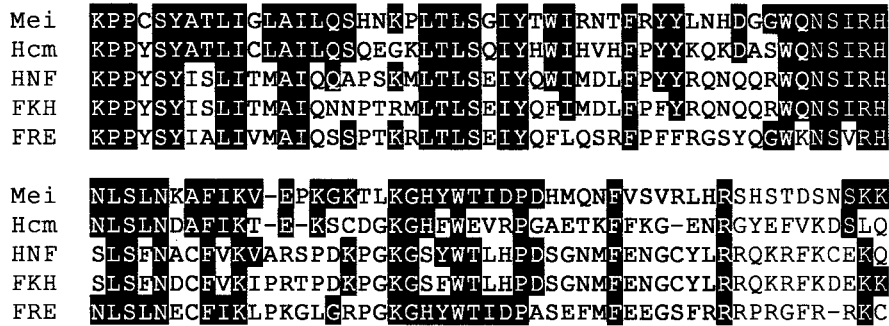 Mei KPPCSYATLIGLAILQSHNKPLTLSGIYTWIRNTFRYYLNHDGGWQNSIRH
Hcm KPPYSYATLICLAILQSQEGKLTLSQIYHWIHVHFPYYKQKDASWQNSIRH
HNF KPPYSYISLITMAIQQAPSKMLTLSEIYQWIMDLFPYYRQNQQRWQNSIRH
FKH KPPYSYISLITMAIQNNPTRMLTLSEIYQFIMDLFPFYRQNQQRWQNSIRH
FRE KPPYSYIALIVMAIQSSPTKRLTLSEIYQFLQSRFPFFRGSYQGWKNSVRH
Mei NLSLNKAFIKV-EPKGKTLKGHYWTIDPDHMQNFVSVRLHRSHSTDSNSKK
Hcm NLSLNDAFIKT-E-KSCDGKGHFWEVRPGAETKFFKG-ENRGYEFVKDSLQ
HNF SLSFNACFVKVARSPDKPGKGSYWTLHPDSGNMFENGCYLRRQKRFKCEKQ
FKH SLSFNDCFVKIPRTPDKPGKGSFWTLHPDSGNMFENGCYLRRQKRFKDEKK
FRE NLSLNECFIKLPKGLGRPGKGHYWTIDPASEFMFEEGSFRRRPRGFR-RKC